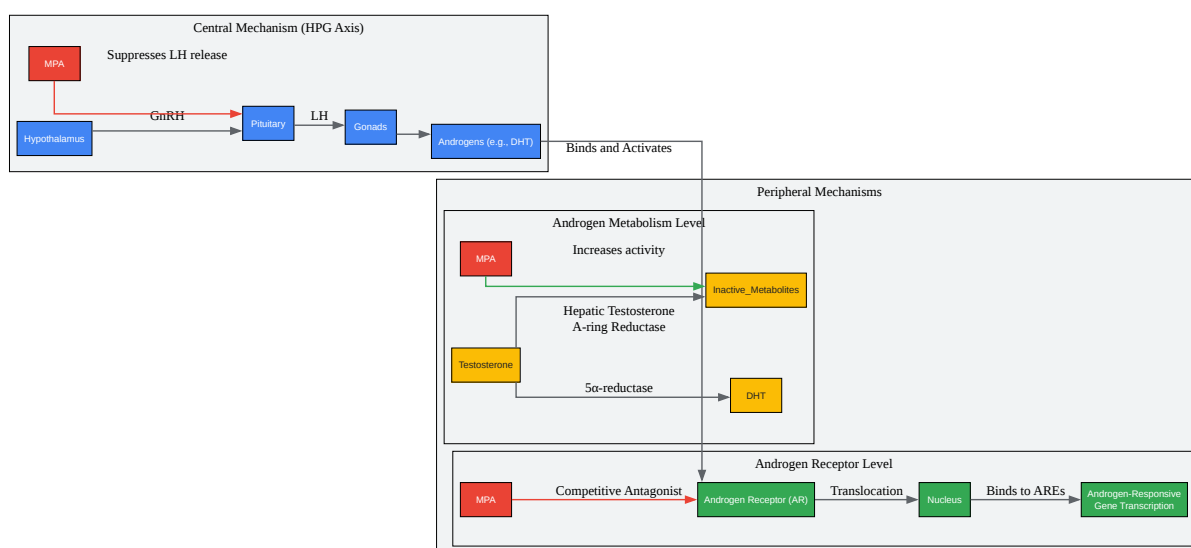 Central Mechanism (HPG Axis)
MPA
Suppresses LH release
GnRH
Hypothalamus
Pituitary
LH
Gonads
Androgens (e.g., DHT)
Binds and Activates
Peripheral Mechanisms
Androgen Metabolism Level
MPA
Increases activity
Inactive_Metabolites
Hepatic Testosterone
A-ring Reductase
Testosterone
5α-reductase
DHT
Androgen Receptor Level
MPA
Competitive Antagonist
Androgen Receptor (AR)
Translocation
Nucleus
Binds to AREs
Androgen-Responsive
Gene Transcription